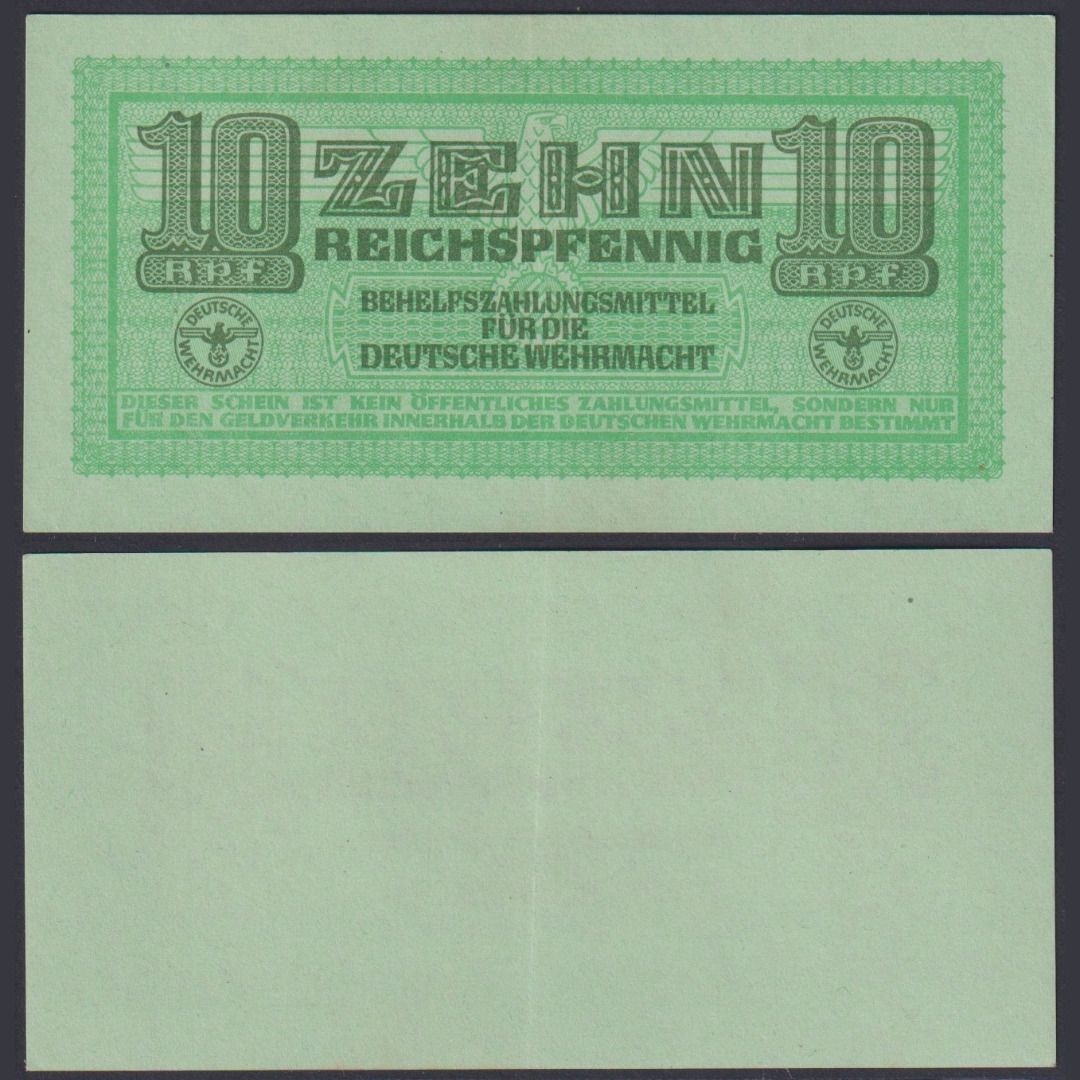 10 ZEHN 10
REICHSPFENNIG
Rpf Rpf
BEHELFSZAHLUNGSMITTEL
FÜR DIE
DEUTSCHE WEHRMACHT
DEUTSCHE WEHRMACHT
DEUTSCHE WEHRMACHT
DIESER SCHEIN IST KEIN ÖFFENTLICHES ZAHLUNGSMITTEL, SONDERN NUR
FÜR DEN GELDVERKEHR INNERHALB DER DEUTSCHEN WEHRMACHT BESTIMMT